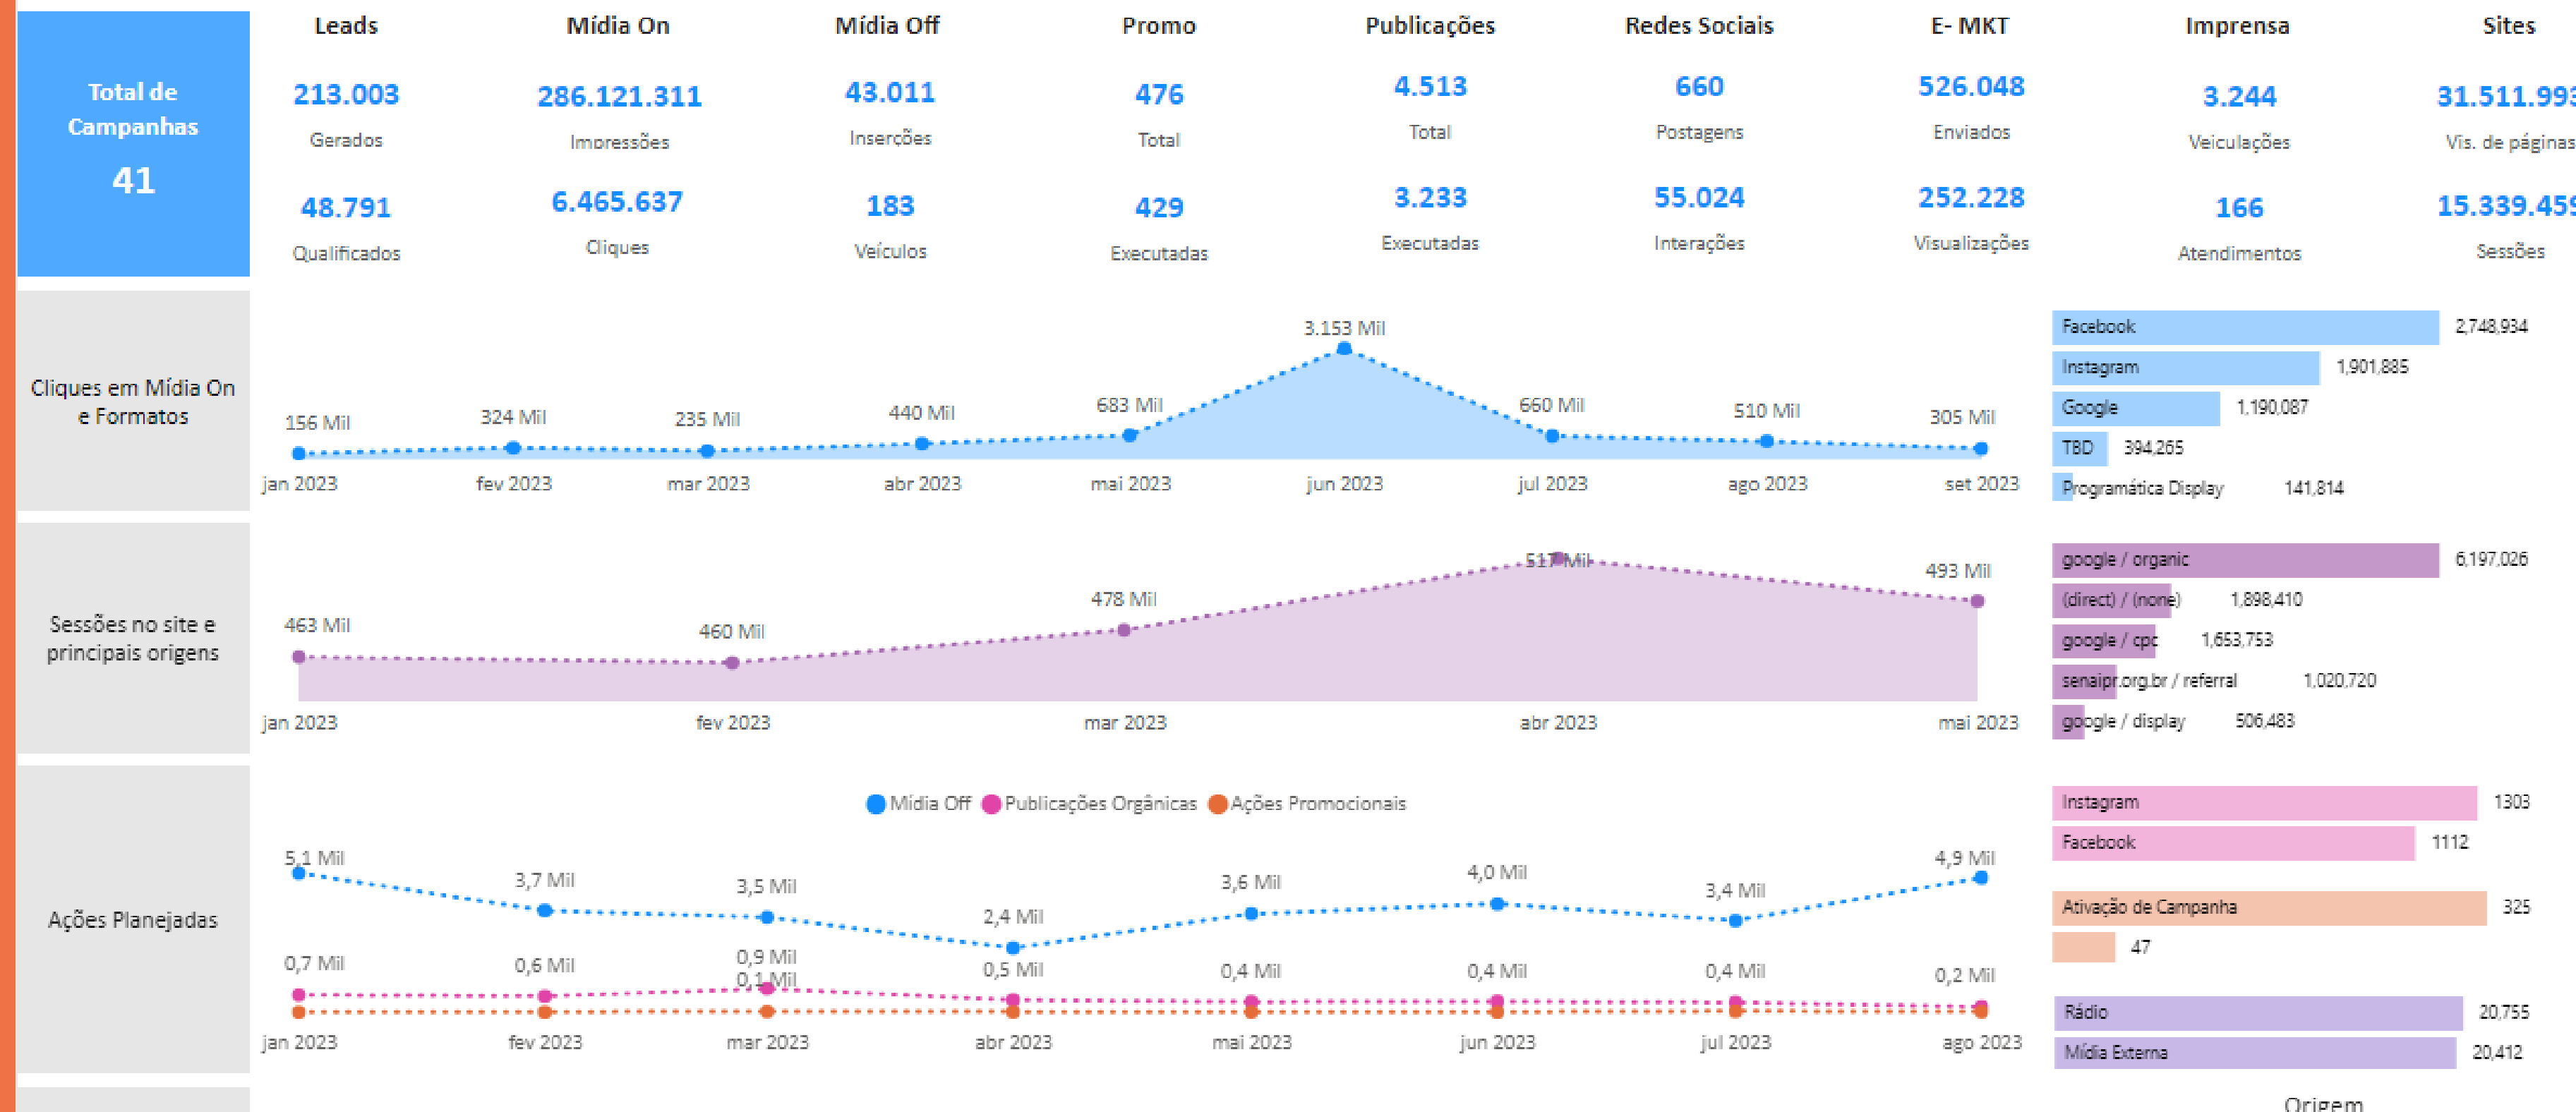 Total de
Campanhas
41
Leads
213.003
Gerados
48.791
Qualificados
Mídia On
286.121.311
Impressões
6.465.637
Cliques
Mídia Off
43.011
Inserções
183
Veículos
Promo
476
Total
429
Executadas
Publicações
4.513
Total
3.233
Executadas
Redes Sociais
660
Postagens
55.024
Interações
E- MKT
526.048
Enviados
252.228
Visualizações
Imprensa
3.244
Veiculações
166
Atendimentos
Sites
31.511.993
Vis. de páginas
15.339.459
Sessões
Cliques em Mídia On
e Formatos
156 Mil
324 Mil
235 Mil
440 Mil
683 Mil
3.153 Mil
660 Mil
510 Mil
305 Mil
jan 2023
fev 2023
mar 2023
abr 2023
mai 2023
jun 2023
jul 2023
ago 2023
set 2023
Facebook 2,748,934
Instagram 1,901,885
Google 1,190,087
TBD 394,265
Programática Display 141,814
Sessões no site e
principais origens
463 Mil
460 Mil
478 Mil
517 Mil
493 Mil
jan 2023
fev 2023
mar 2023
abr 2023
mai 2023
google / organic 6,197,026
(direct) / (none) 1,898,410
google / cpc 1,653,753
senaipr.org.br / referral 1,020,720
google / display 506,483
Ações Planejadas
Mídia Off Publicações Orgânicas Ações Promocionais
5,1 Mil
3,7 Mil
3,5 Mil
2,4 Mil
3,6 Mil
4,0 Mil
3,4 Mil
4,9 Mil
0,7 Mil
0,6 Mil
0,9 Mil
0,1 Mil
0,5 Mil
0,4 Mil
0,4 Mil
0,4 Mil
0,2 Mil
jan 2023
fev 2023
mar 2023
abr 2023
mai 2023
jun 2023
jul 2023
ago 2023
Instagram 1303
Facebook 1112
Ativação de Campanha 325
47
Rádio 20,755
Mídia Externa 20,412
Origem